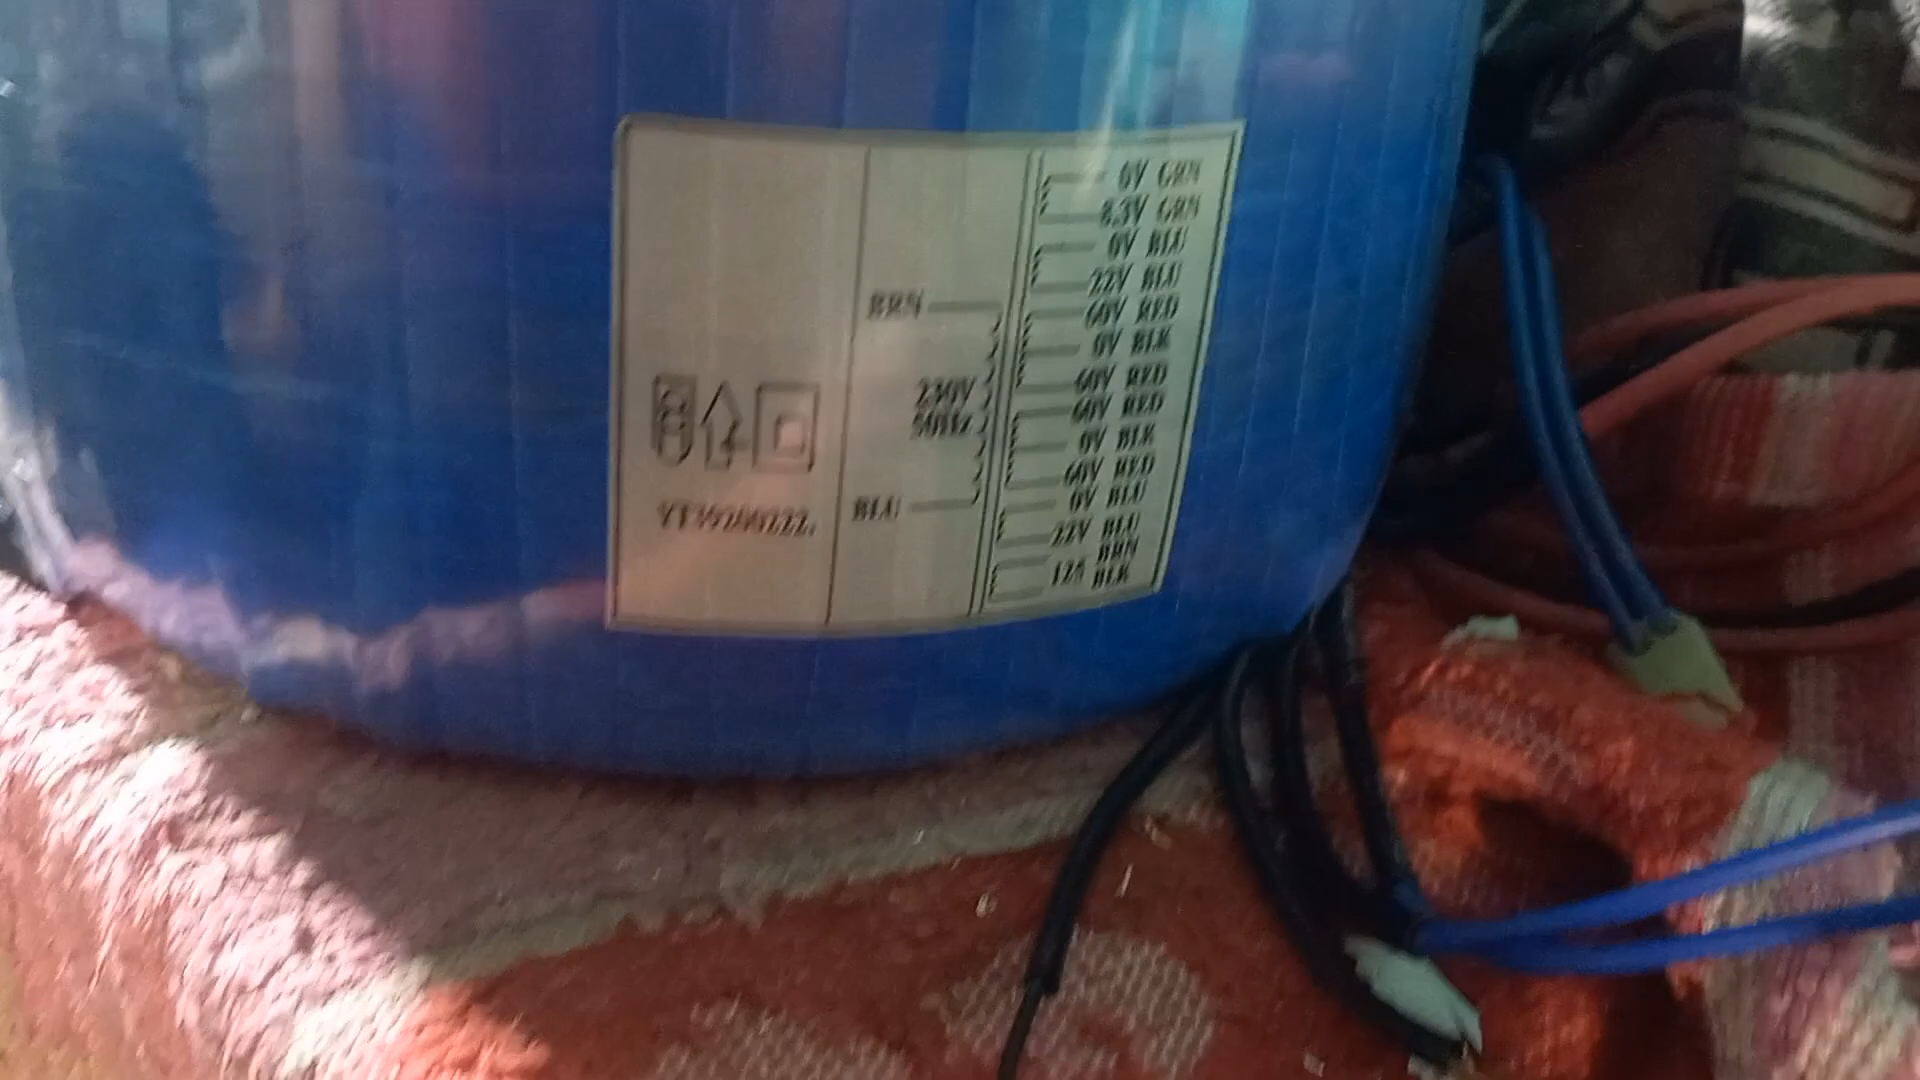 0V GRN
8.3V GRN
0V BLU
22V BLU
BRN
60V RED
0V BLK
60V RED
230V
50Hz
60V RED
0V BLK
60V RED
0V BLU
BLU
22V BLU
BRN
BLK